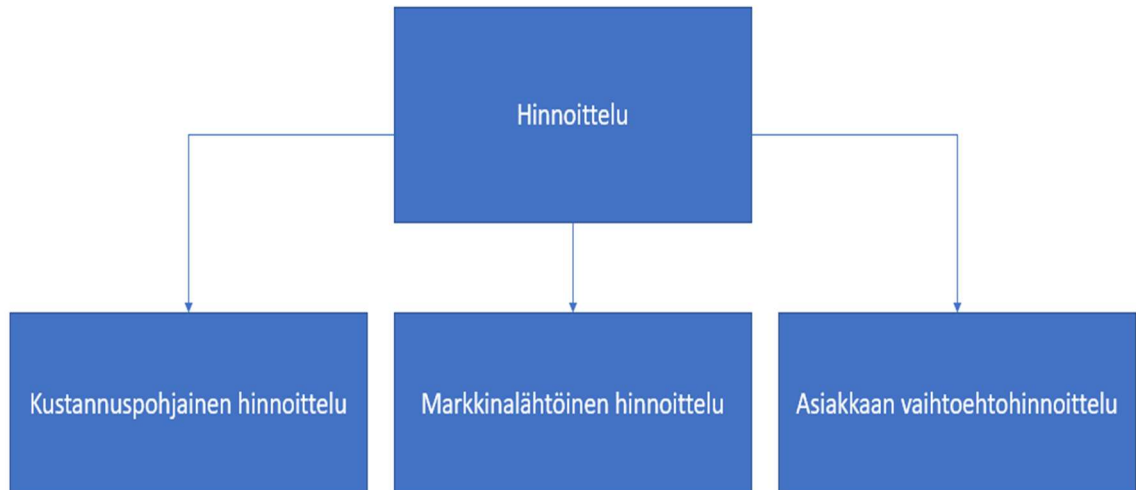 Hinnoittelu
Kustannuspohjainen hinnoittelu
Markkinalähtöinen hinnoittelu
Asiakkaan vaihtoehtohinnoittelu